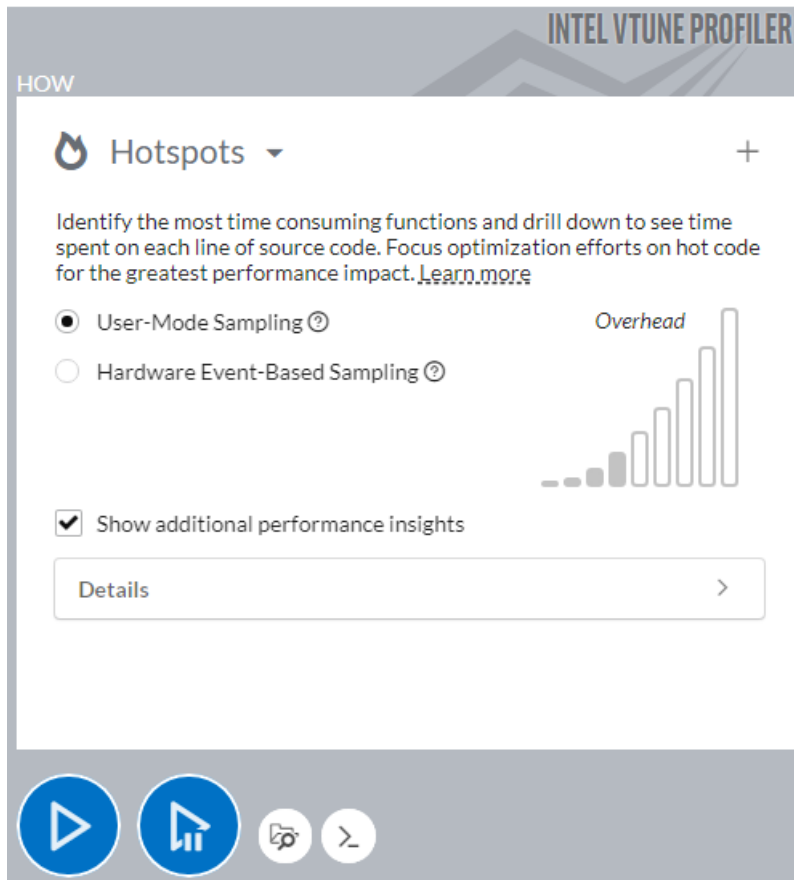 INTEL VTUNE PROFILER
HOW
Hotspots
Identify the most time consuming functions and drill down to see time
spent on each line of source code. Focus optimization efforts on hot code
for the greatest performance impact. Learn more
User-Mode Sampling
Overhead
Hardware Event-Based Sampling
Show additional performance insights
Details